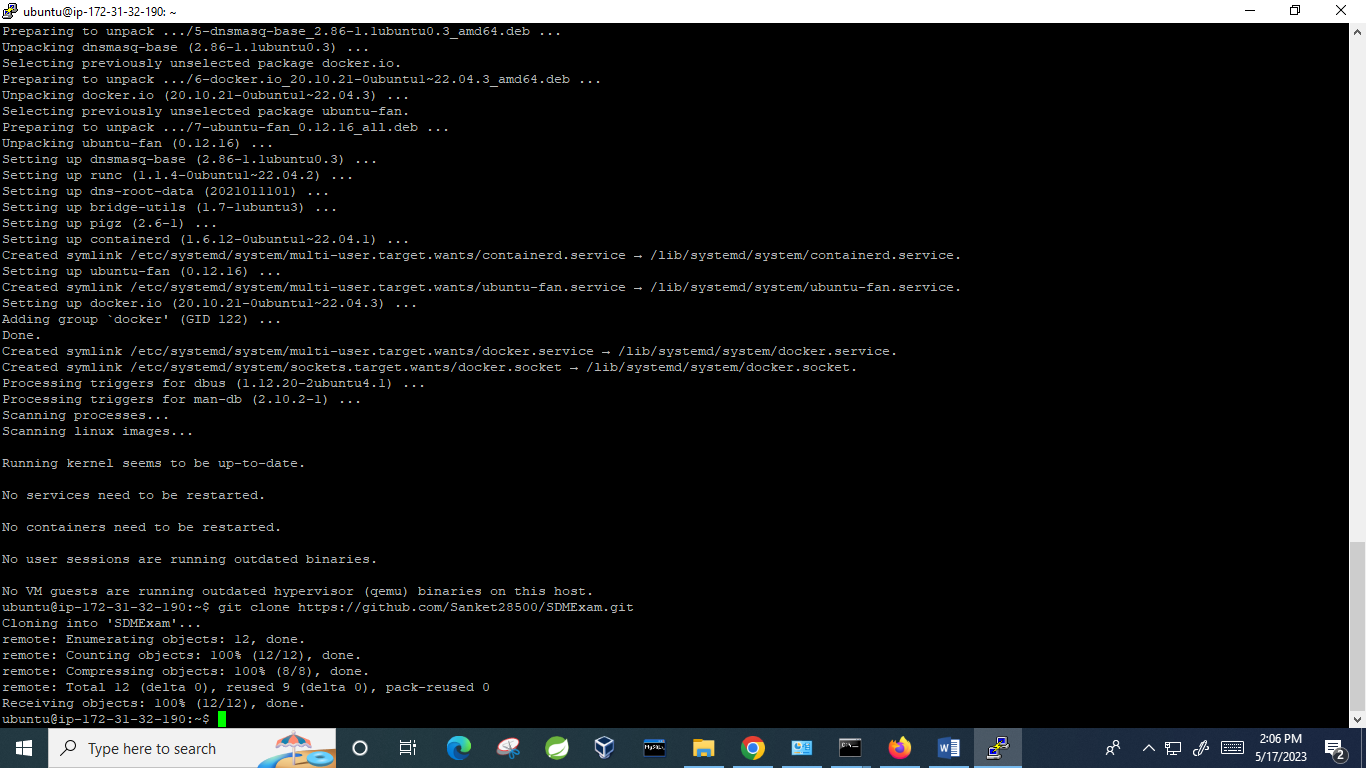 ubuntu@ip-172-31-32-190: ~
Preparing to unpack .../5-dnsmasq-base_2.86-1.1ubuntu0.3_amd64.deb ...
Unpacking dnsmasq-base (2.86-1.1ubuntu0.3) ...
Selecting previously unselected package docker.io.
Preparing to unpack .../6-docker.io_20.10.21-0ubuntu1~22.04.3_amd64.deb ...
Unpacking docker.io (20.10.21-0ubuntu1~22.04.3) ...
Selecting previously unselected package ubuntu-fan.
Preparing to unpack .../7-ubuntu-fan_0.12.16_all.deb ...
Unpacking ubuntu-fan (0.12.16) ...
Setting up dnsmasq-base (2.86-1.1ubuntu0.3) ...
Setting up runc (1.1.4-0ubuntu1~22.04.2) ...
Setting up dns-root-data (2021011101) ...
Setting up bridge-utils (1.7-1ubuntu3) ...
Setting up pigz (2.6-1) ...
Setting up containerd (1.6.12-0ubuntu1~22.04.1) ...
Created symlink /etc/systemd/system/multi-user.target.wants/containerd.service → /lib/systemd/system/containerd.service.
Setting up ubuntu-fan (0.12.16) ...
Created symlink /etc/systemd/system/multi-user.target.wants/ubuntu-fan.service → /lib/systemd/system/ubuntu-fan.service.
Setting up docker.io (20.10.21-0ubuntu1~22.04.3) ...
Adding group `docker' (GID 122) ...
Done.
Created symlink /etc/systemd/system/multi-user.target.wants/docker.service → /lib/systemd/system/docker.service.
Created symlink /etc/systemd/system/sockets.target.wants/docker.socket → /lib/systemd/system/docker.socket.
Processing triggers for dbus (1.12.20-2ubuntu4.1) ...
Processing triggers for man-db (2.10.2-1) ...
Scanning processes...
Scanning linux images...
Running kernel seems to be up-to-date.
No services need to be restarted.
No containers need to be restarted.
No user sessions are running outdated binaries.
No VM guests are running outdated hypervisor (qemu) binaries on this host.
ubuntu@ip-172-31-32-190:~$ git clone https://github.com/Sanket28500/SDMExam.git
Cloning into 'SDMExam'...
remote: Enumerating objects: 12, done.
remote: Counting objects: 100% (12/12), done.
remote: Compressing objects: 100% (8/8), done.
remote: Total 12 (delta 0), reused 9 (delta 0), pack-reused 0
Receiving objects: 100% (12/12), done.
ubuntu@ip-172-31-32-190:~$
Type here to search
MySQL
C:\
W
2:06 PM
5/17/2023
2